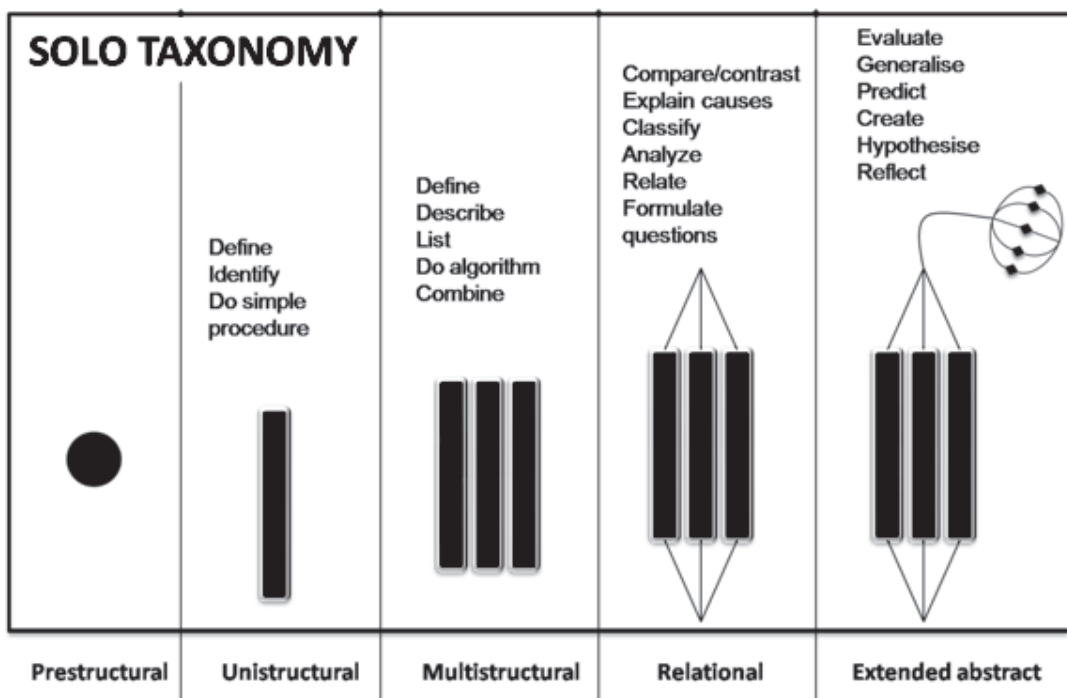 SOLO TAXONOMY
Define
Identify
Do simple
procedure
Define
Describe
List
Do algorithm
Combine
Compare/contrast
Explain causes
Classify
Analyze
Relate
Formulate
questions
Evaluate
Generalise
Predict
Create
Hypothesise
Reflect
Prestructural
Unistructural
Multistructural
Relational
Extended abstract